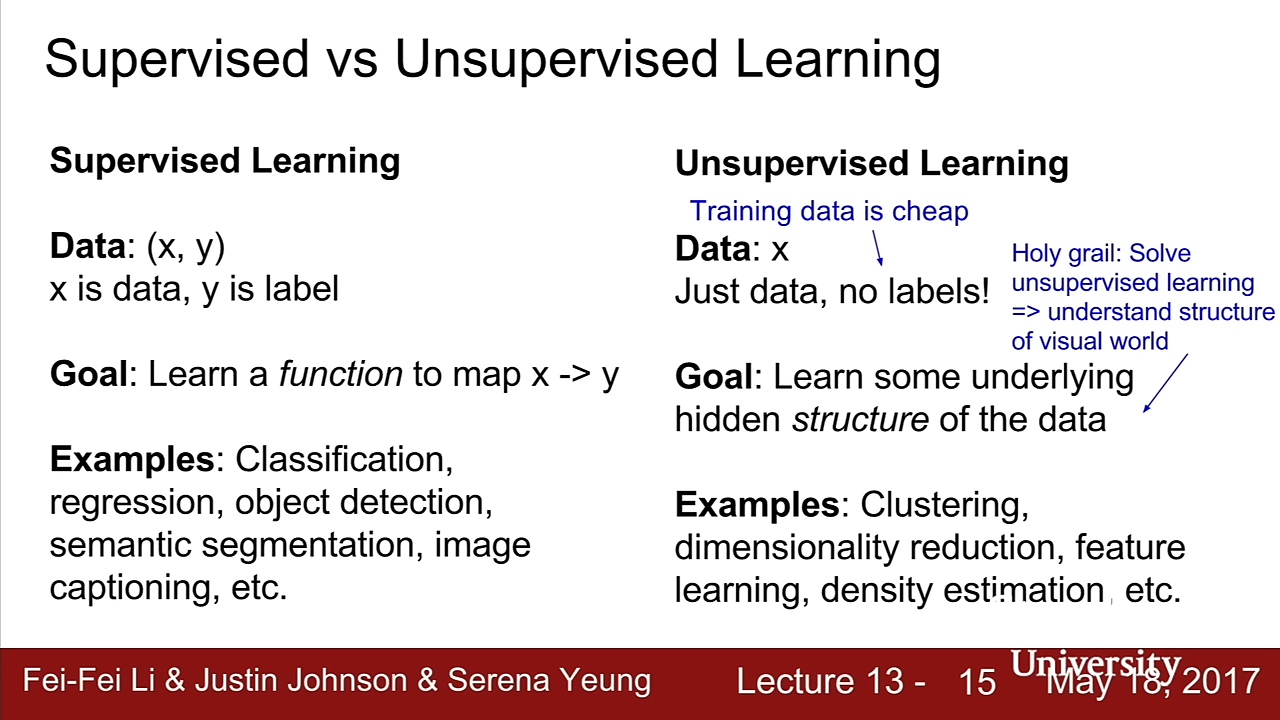 Supervised vs Unsupervised Learning
Supervised Learning
Data: (x, y)
x is data, y is label
Goal: Learn a function to map x -> y
Examples: Classification,
regression, object detection,
semantic segmentation, image
captioning, etc.
Unsupervised Learning
Training data is cheap
Data: x
Just data, no labels!
Holy grail: Solve
unsupervised learning
=> understand structure
of visual world
Goal: Learn some underlying
hidden structure of the data
Examples: Clustering,
dimensionality reduction, feature
learning, density estimation, etc.
Fei-Fei Li & Justin Johnson & Serena Yeung
Lecture 13 - 15
University
May 18, 2017